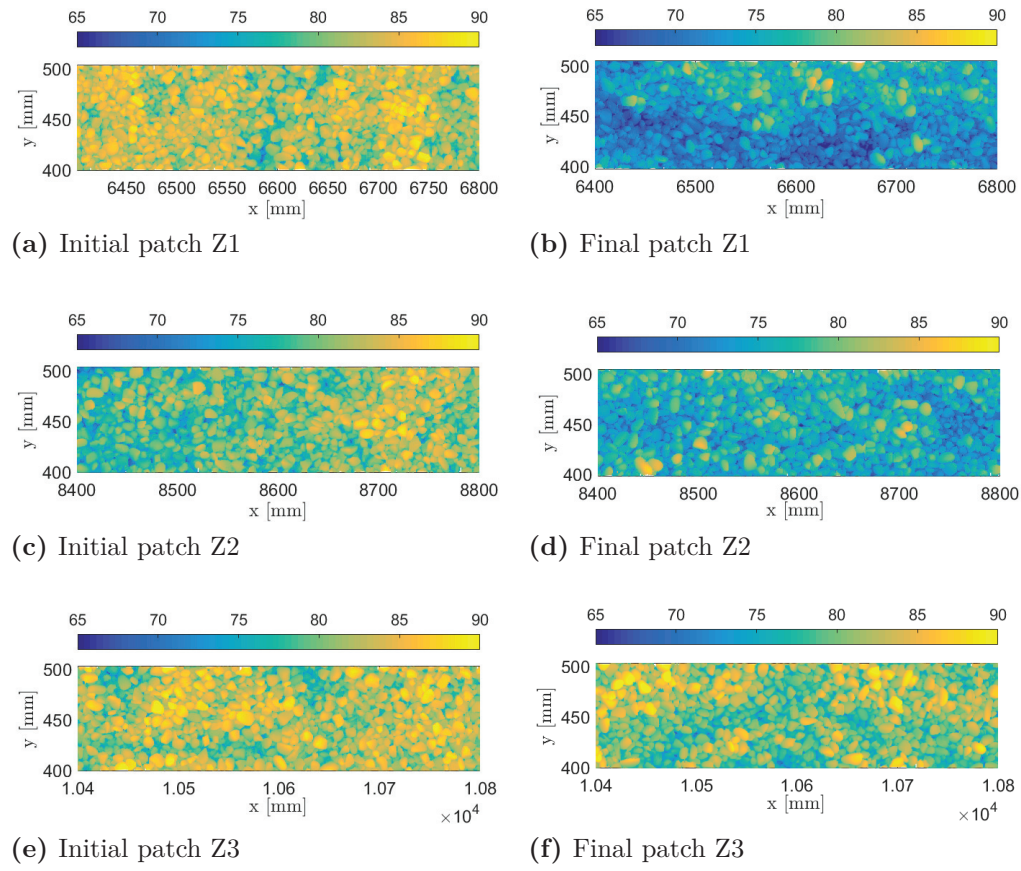 65 70 75 80 85 90
65 70 75 80 85 90
500
450
400
y [mm]
6450 6500 6550 6600 6650 6700 6750 6800
x [mm]
500
450
400
y [mm]
6400 6500 6600 6700 6800
x [mm]
(a) Initial patch Z1
(b) Final patch Z1
65 70 75 80 85 90
65 70 75 80 85 90
500
450
400
y [mm]
8400 8500 8600 8700 8800
x [mm]
500
450
400
y [mm]
8400 8500 8600 8700 8800
x [mm]
(c) Initial patch Z2
(d) Final patch Z2
65 70 75 80 85 90
65 70 75 80 85 90
500
450
400
y [mm]
1.04 1.05 1.06 1.07 1.08
x [mm]
×10⁴
500
450
400
y [mm]
1.04 1.05 1.06 1.07 1.08
x [mm]
×10⁴
(e) Initial patch Z3
(f) Final patch Z3